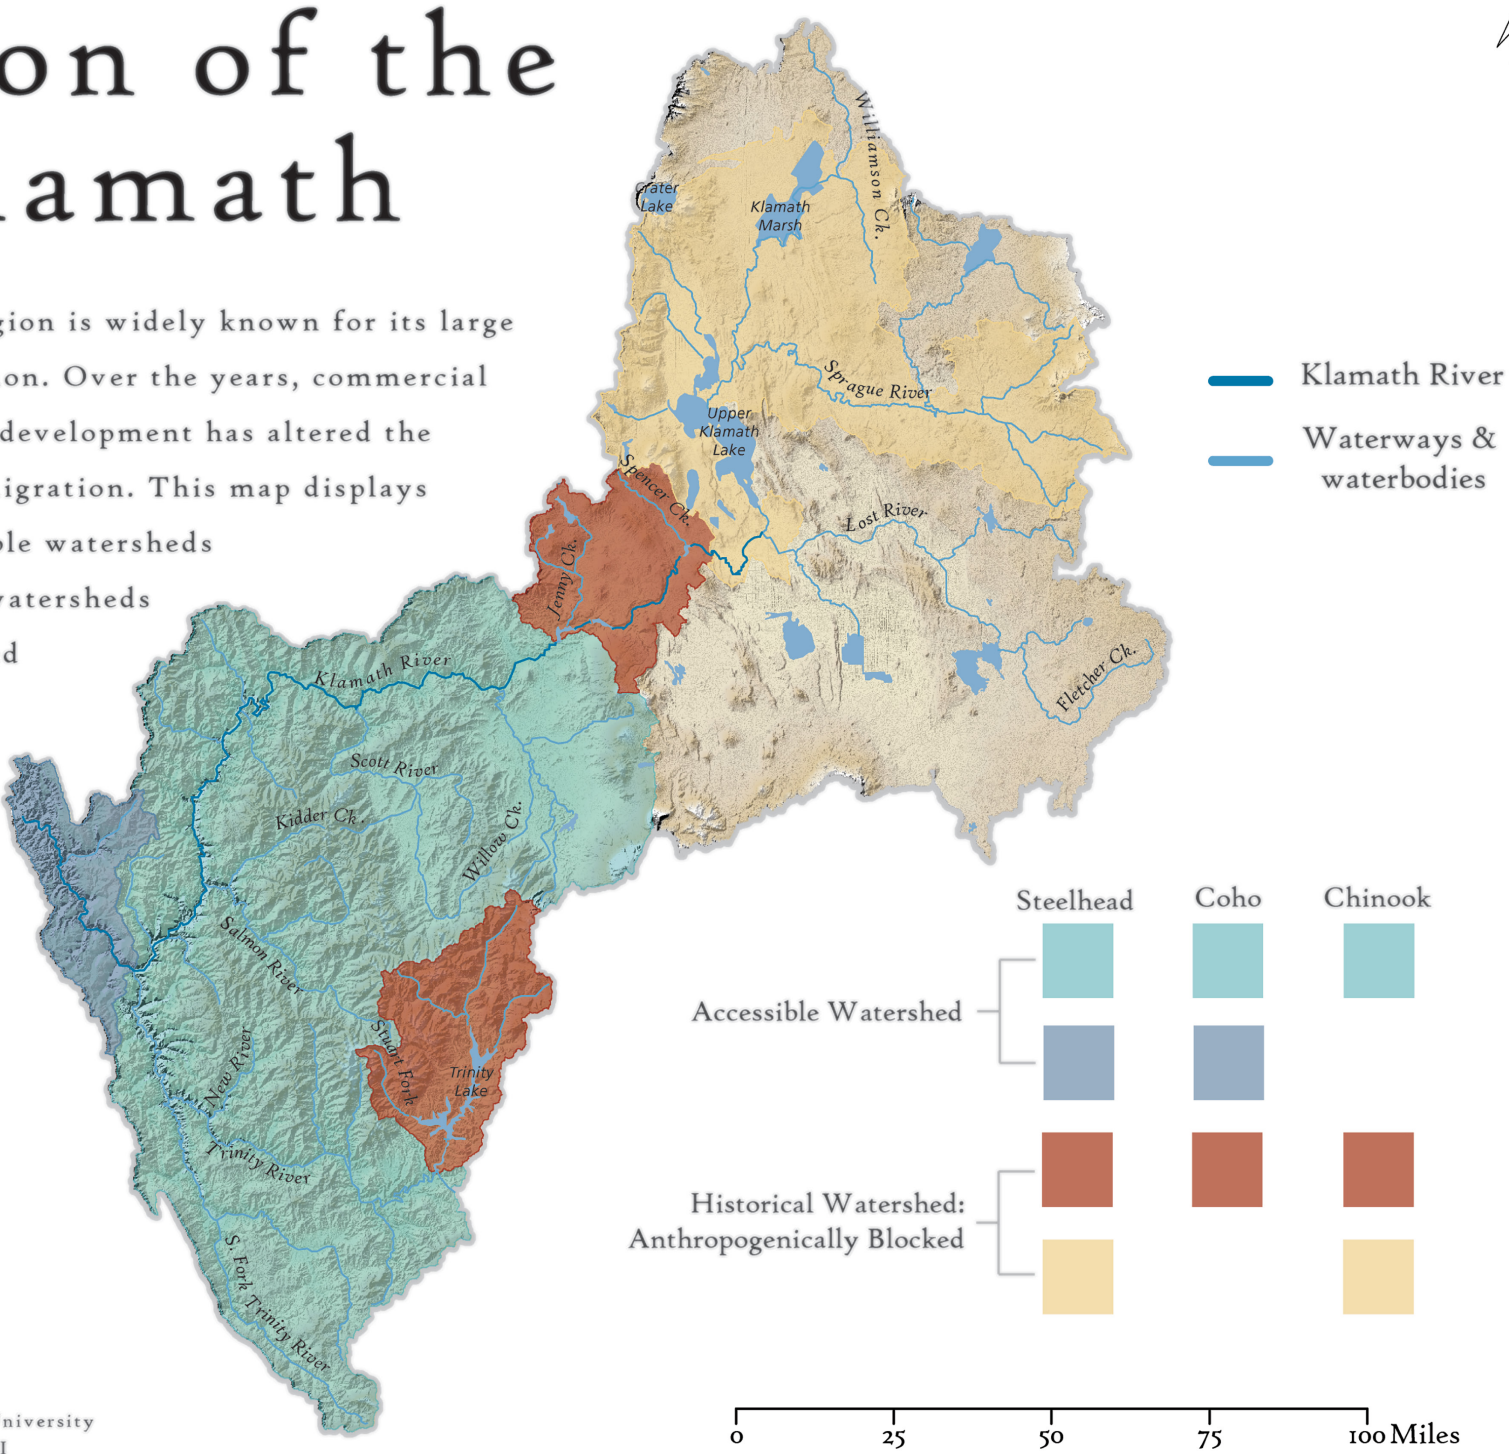 on of the
lamath
gion is widely known for its large
on. Over the years, commercial
development has altered the
igration. This map displays
ble watersheds
watersheds
d
Crater
Lake
Klamath
Marsh
Williamson Ck.
Sprague River
Upper
Klamath
Lake
Spencer Ck.
Lost River
Jenny Ck.
Fletcher Ck.
Klamath River
Scott River
Kidder Ck.
Willow Ck.
Salmon River
Stuart Fork
Trinity
Lake
New River
Trinity River
S. Fork Trinity River
Klamath River
Waterways &
waterbodies
Steelhead Coho Chinook
Accessible Watershed
Historical Watershed:
Anthropogenically Blocked
0 25 50 75 100 Miles
niversity
I